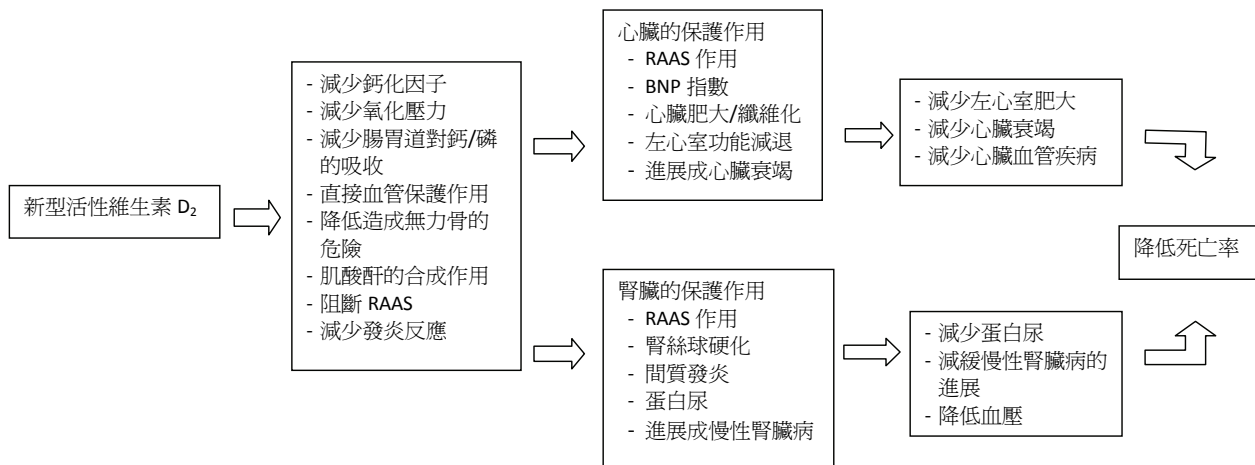 新型活性維生素 D₂
- 減少鈣化因子
- 減少氧化壓力
- 減少腸胃道對鈣/磷
的吸收
- 直接血管保護作用
- 降低造成無力骨的
危險
- 肌酸酐的合成作用
- 阻斷 RAAS
- 減少發炎反應
心臟的保護作用
- RAAS 作用
- BNP 指數
- 心臟肥大/纖維化
- 左心室功能減退
- 進展成心臟衰竭
- 減少左心室肥大
- 減少心臟衰竭
- 減少心臟血管疾病
腎臟的保護作用
- RAAS 作用
- 腎絲球硬化
- 間質發炎
- 蛋白尿
- 進展成慢性腎臟病
- 減少蛋白尿
- 減緩慢性腎臟病的
進展
- 降低血壓
降低死亡率